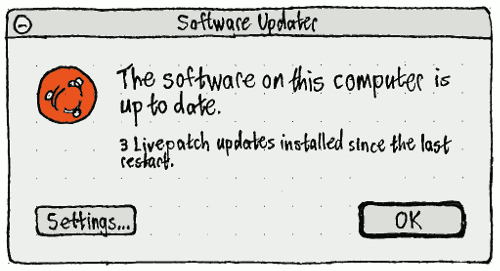 Software Updater
The software on this computer is
up to date.
3 Livepatch updates installed since the last
restart.
Settings...
OK